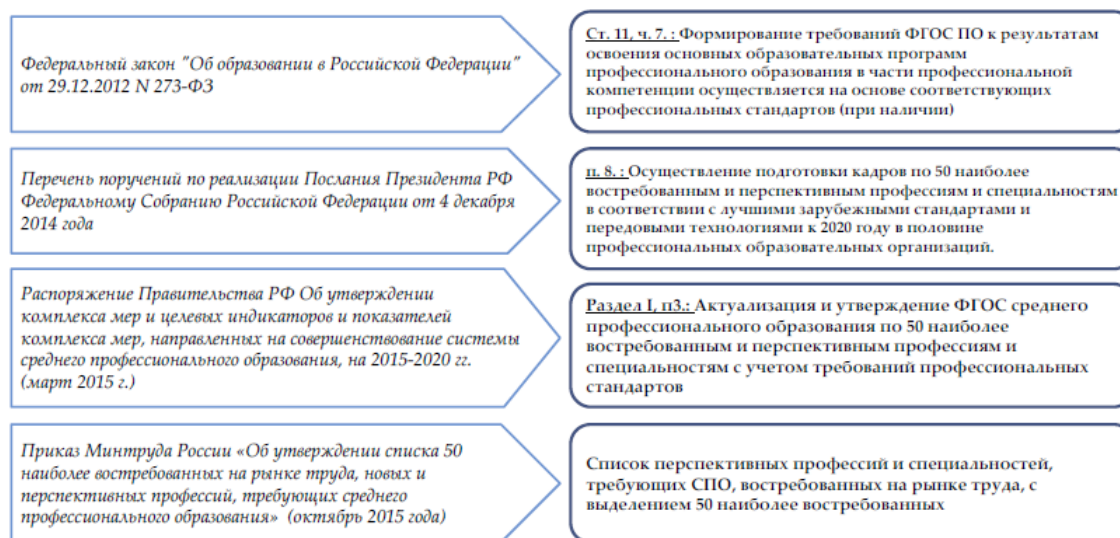 Федеральный закон "Об образовании в Российской Федерации"
от 29.12.2012 N 273-ФЗ
Ст. 11, ч. 7. : Формирование требований ФГОС ПО к результатам
освоения основных образовательных программ
профессионального образования в части профессиональной
компетенции осуществляется на основе соответствующих
профессиональных стандартов (при наличии)
Перечень поручений по реализации Послания Президента РФ
Федеральному Собранию Российской Федерации от 4 декабря
2014 года
п. 8. : Осуществление подготовки кадров по 50 наиболее
востребованным и перспективным профессиям и специальностям
в соответствии с лучшими зарубежными стандартами и
передовыми технологиями к 2020 году в половине
профессиональных образовательных организаций.
Распоряжение Правительства РФ Об утверждении
комплекса мер и целевых индикаторов и показателей
комплекса мер, направленных на совершенствование системы
среднего профессионального образования, на 2015-2020 гг.
(март 2015 г.)
Раздел I, п3.: Актуализация и утверждение ФГОС среднего
профессионального образования по 50 наиболее
востребованным и перспективным профессиям и
специальностям с учетом требований профессиональных
стандартов
Приказ Минтруда России «Об утверждении списка 50
наиболее востребованных на рынке труда, новых и
перспективных профессий, требующих среднего
профессионального образования» (октябрь 2015 года)
Список перспективных профессий и специальностей,
требующих СПО, востребованных на рынке труда, с
выделением 50 наиболее востребованных